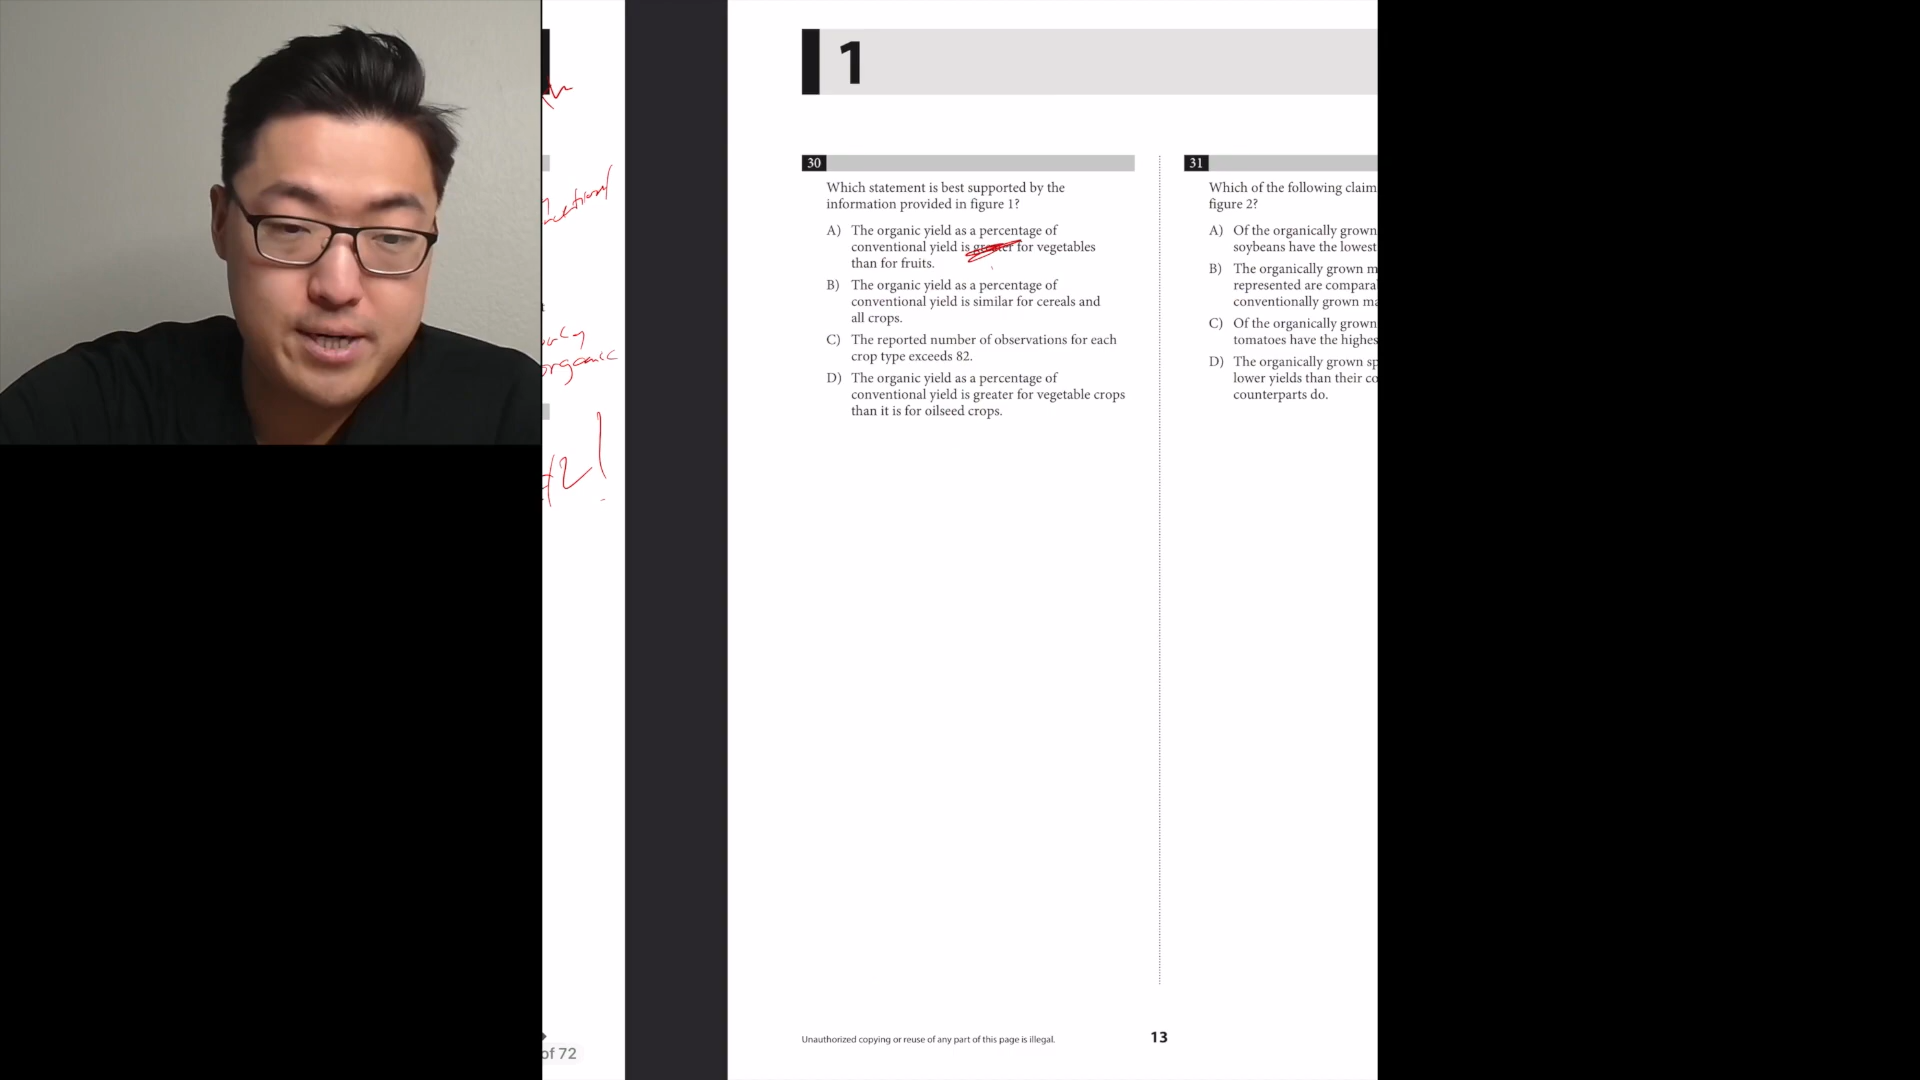 1
30
Which statement is best supported by the
information provided in figure 1?
A) The organic yield as a percentage of
conventional yield is greater for vegetables
than for fruits.
B) The organic yield as a percentage of
conventional yield is similar for cereals and
all crops.
C) The reported number of observations for each
crop type exceeds 82.
D) The organic yield as a percentage of
conventional yield is greater for vegetable crops
than it is for oilseed crops.
31
Which of the following claim
figure 2?
A) Of the organically grown
soybeans have the lowest
B) The organically grown m
represented are compara
conventionally grown ma
C) Of the organically grown
tomatoes have the highes
D) The organically grown sp
lower yields than their co
counterparts do.
organic
#2!
of 72
Unauthorized copying or reuse of any part of this page is illegal.
13